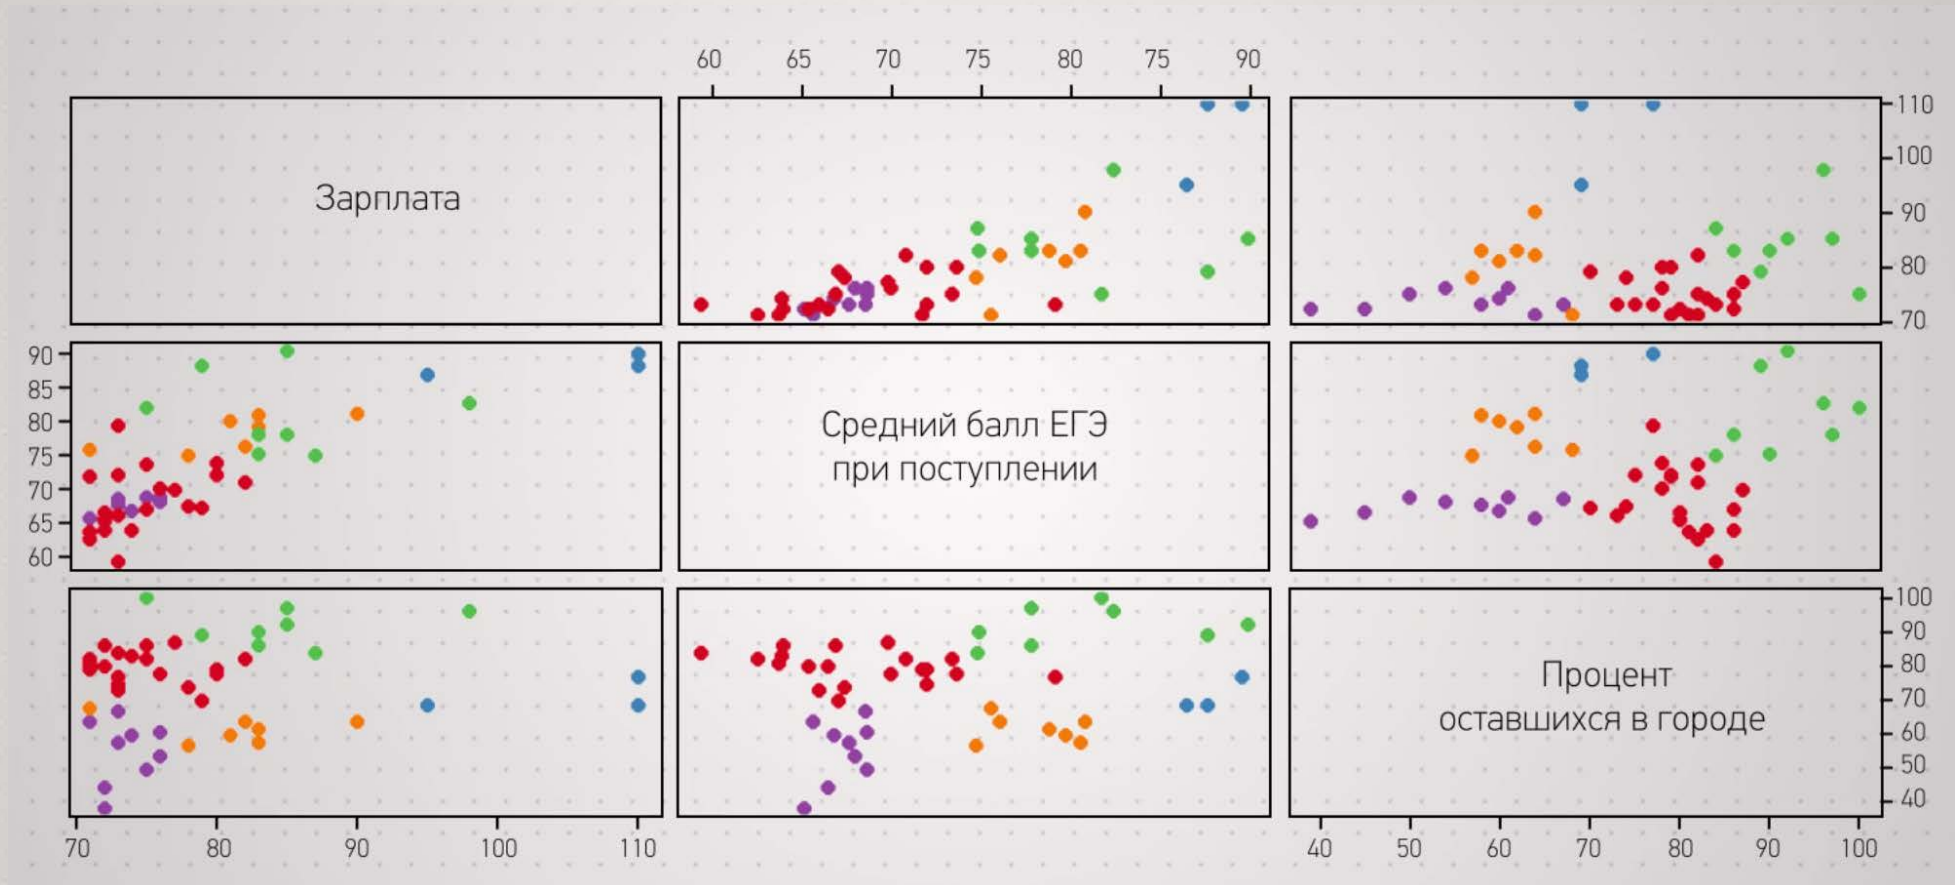 60 65 70 75 80 75 90
Зарплата
110
100
90
80
70
90
85
80
75
70
65
60
Средний балл ЕГЭ
при поступлении
Процент
оставшихся в городе
100
90
80
70
60
50
40
70 80 90 100 110
40 50 60 70 80 90 100